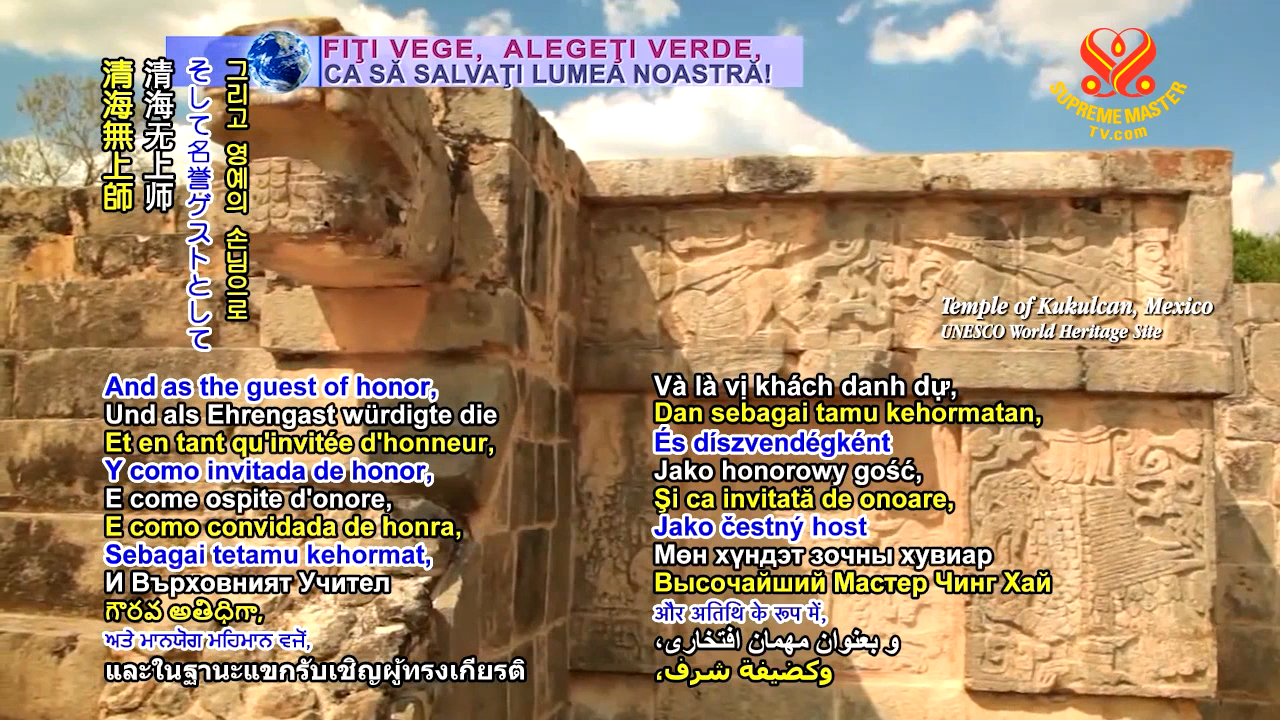 FIŢI VEGE, ALEGEŢI VERDE,
CA SĂ SALVAŢI LUMEA NOASTRĂ!
SUPREME MASTER
TV.com
清海無上師
清海无上师
そして名誉ゲストとして
그리고 영예의 손님으로
Temple of Kukulcan, Mexico
UNESCO World Heritage Site
And as the guest of honor,
Und als Ehrengast würdigte die
Et en tant qu'invitée d'honneur,
Y como invitada de honor,
E come ospite d'onore,
E como convidada de honra,
Sebagai tetamu kehormat,
И Върховният Учител
గౌరవ అతిధిగా,
ਅਤੇ ਮਾਨਯੋਗ ਮਹਿਮਾਨ ਵਜੋਂ,
และในฐานะแขกรับเชิญผู้ทรงเกียรติ
Và là vị khách danh dự,
Dan sebagai tamu kehormatan,
És díszvendégként
Jako honorowy gość,
Şi ca invitată de onoare,
Jako čestný host
Мөн хүндэт зочны хувиар
Высочайший Мастер Чинг Хай
और अतिथि के रूप में,
و بعنوان مهمان افتخاری،
وكضيفة شرف،